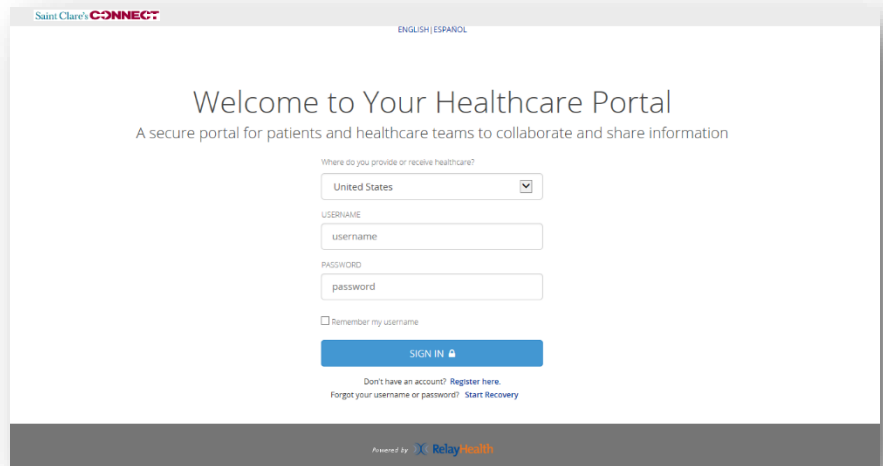 Saint Clare's CONNECT
ENGLISH|ESPAÑOL
Welcome to Your Healthcare Portal
A secure portal for patients and healthcare teams to collaborate and share information
Where do you provide or receive healthcare?
United States
USERNAME
username
PASSWORD
password
Remember my username
SIGN IN
Don't have an account? Register here.
Forgot your username or password? Start Recovery
Powered by RelayHealth